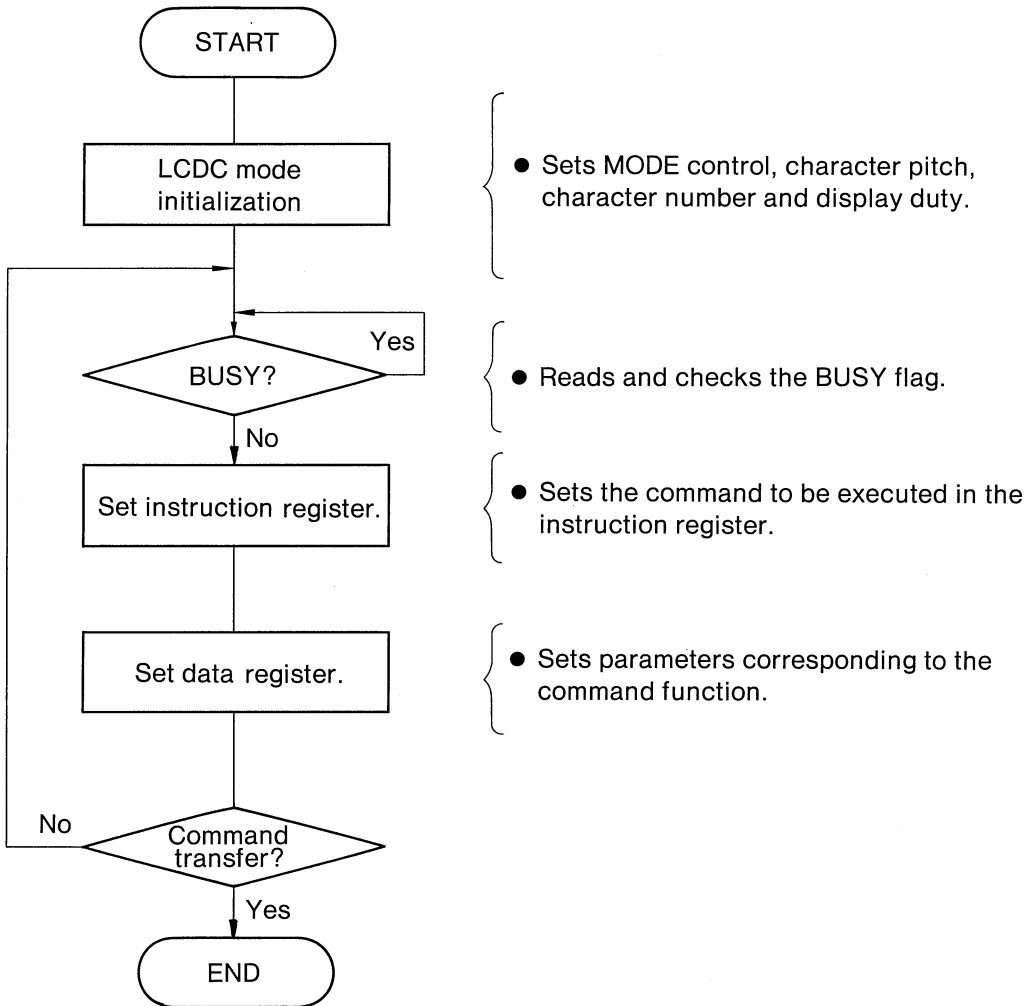 START
LCDC mode
initialization
● Sets MODE control, character pitch,
character number and display duty.
Yes
BUSY?
● Reads and checks the BUSY flag.
No
Set instruction register.
● Sets the command to be executed in the
instruction register.
Set data register.
● Sets parameters corresponding to the
command function.
No
Command
transfer?
Yes
END